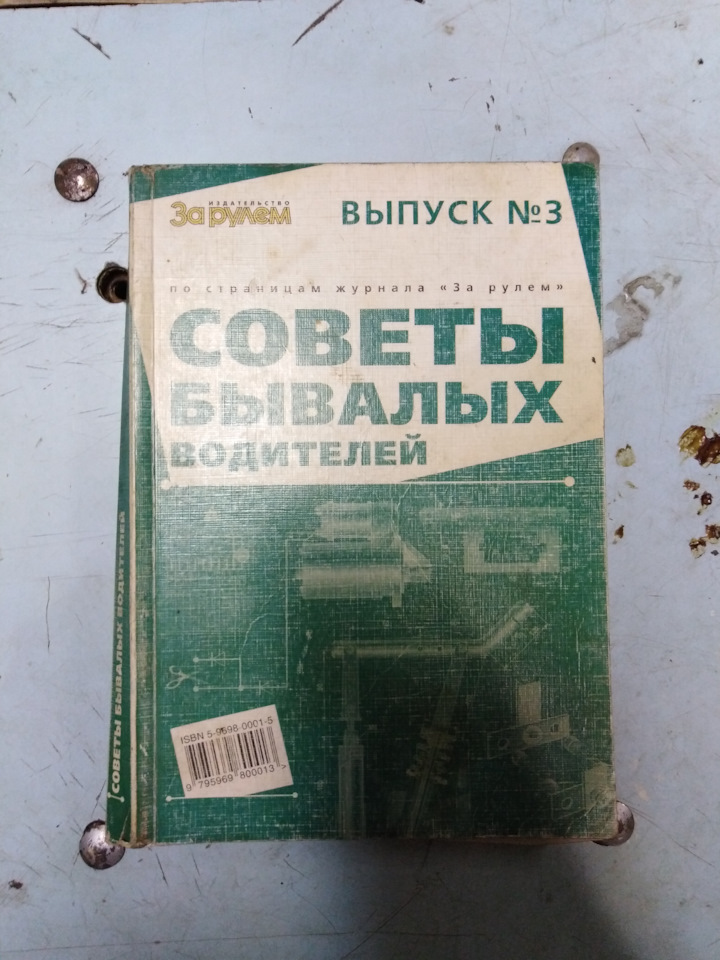 ИЗДАТЕЛЬСТВО
За рулем
ВЫПУСК №3
по страницам журнала «За рулем»
СОВЕТЫ
БЫВАЛЫХ
ВОДИТЕЛЕЙ
СОВЕТЫ БЫВАЛЫХ ВОДИТЕЛЕЙ
ISBN 5-9698-0001-5
9 795969 800013 >